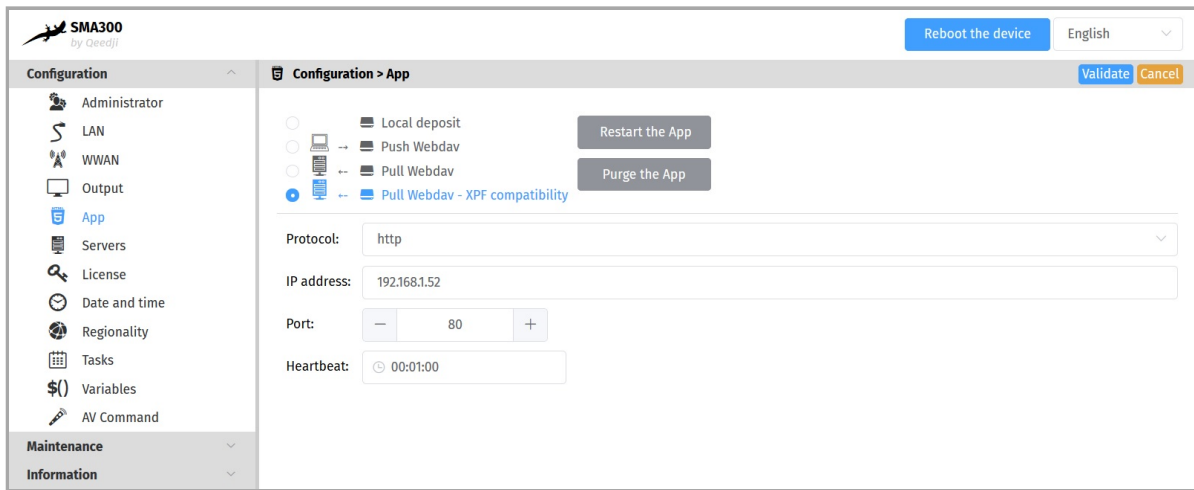 SMA300
by Qeedji
Reboot the device
English
Configuration
Configuration > App
Validate
Cancel
Administrator
LAN
WWAN
Output
App
Servers
License
Date and time
Regionality
Tasks
$() Variables
AV Command
Maintenance
Information
Local deposit
Push Webdav
Pull Webdav
Pull Webdav - XPF compatibility
Restart the App
Purge the App
Protocol: http
IP address: 192.168.1.52
Port: − 80 +
Heartbeat: 00:01:00